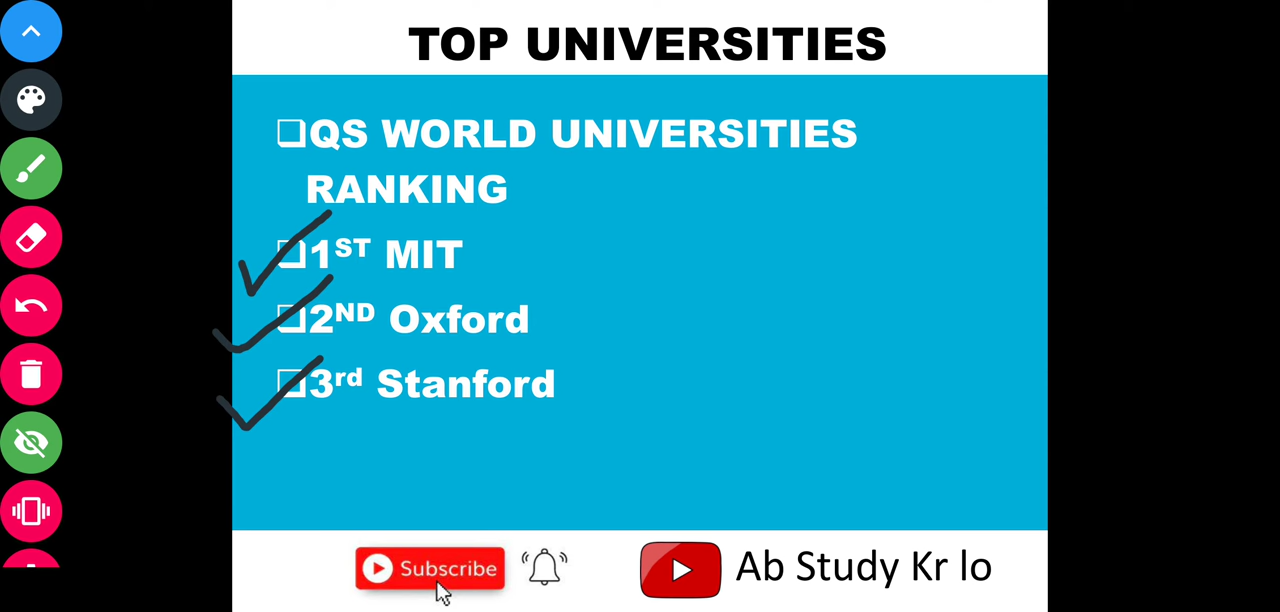 TOP UNIVERSITIES
❑QS WORLD UNIVERSITIES
RANKING
❑1ST MIT
❑2ND Oxford
❑3rd Stanford
Subscribe
Ab Study Kr lo